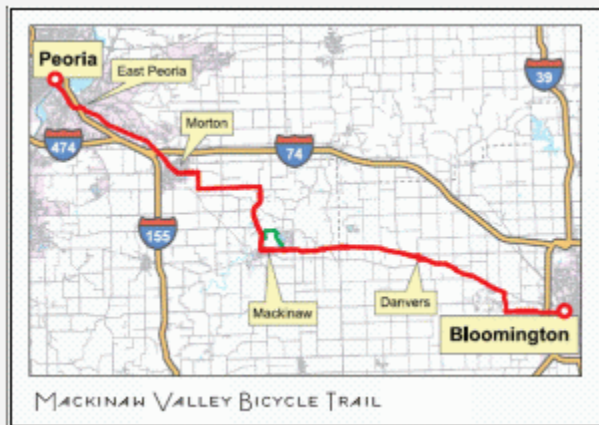 Peoria
East Peoria
39
Morton
474
74
155
Mackinaw
Danvers
Bloomington
MACKINAW VALLEY BICYCLE TRAIL